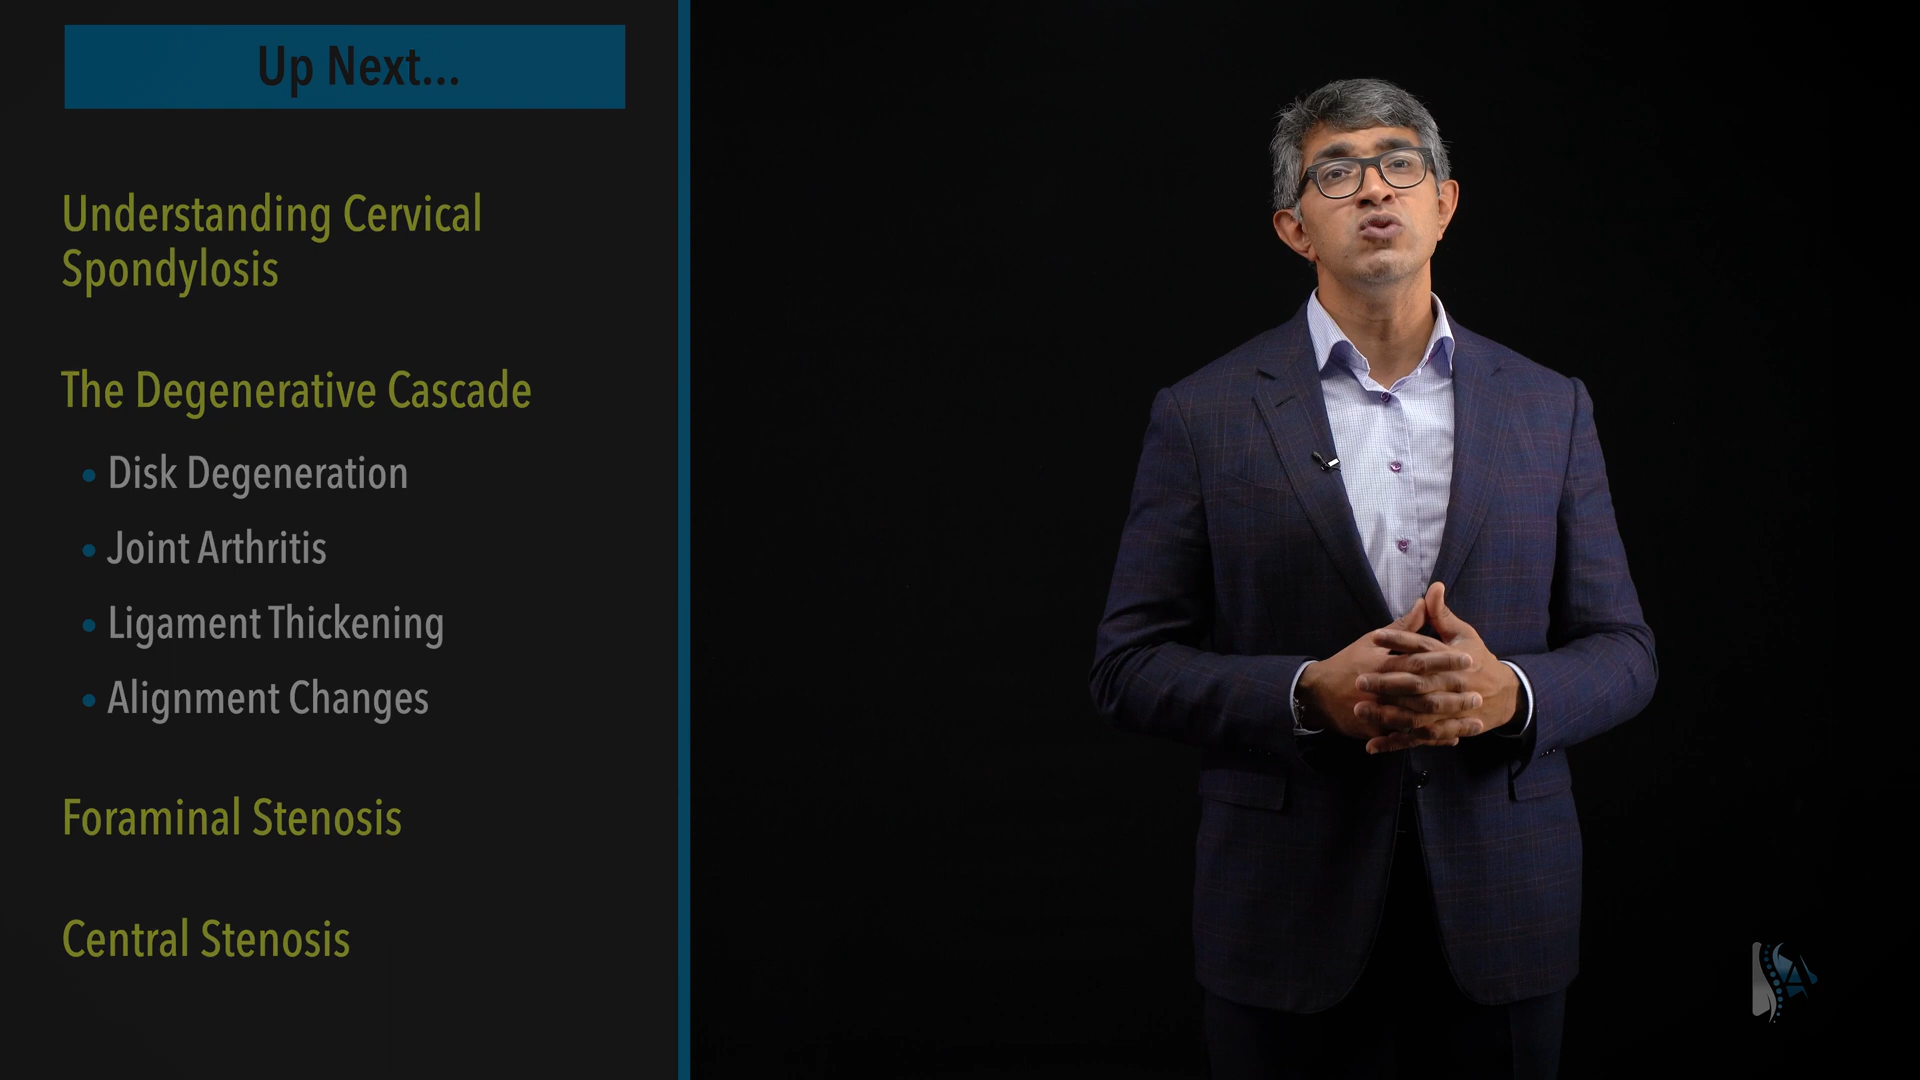 Up Next...
Understanding Cervical
Spondylosis
The Degenerative Cascade
• Disk Degeneration
• Joint Arthritis
• Ligament Thickening
• Alignment Changes
Foraminal Stenosis
Central Stenosis